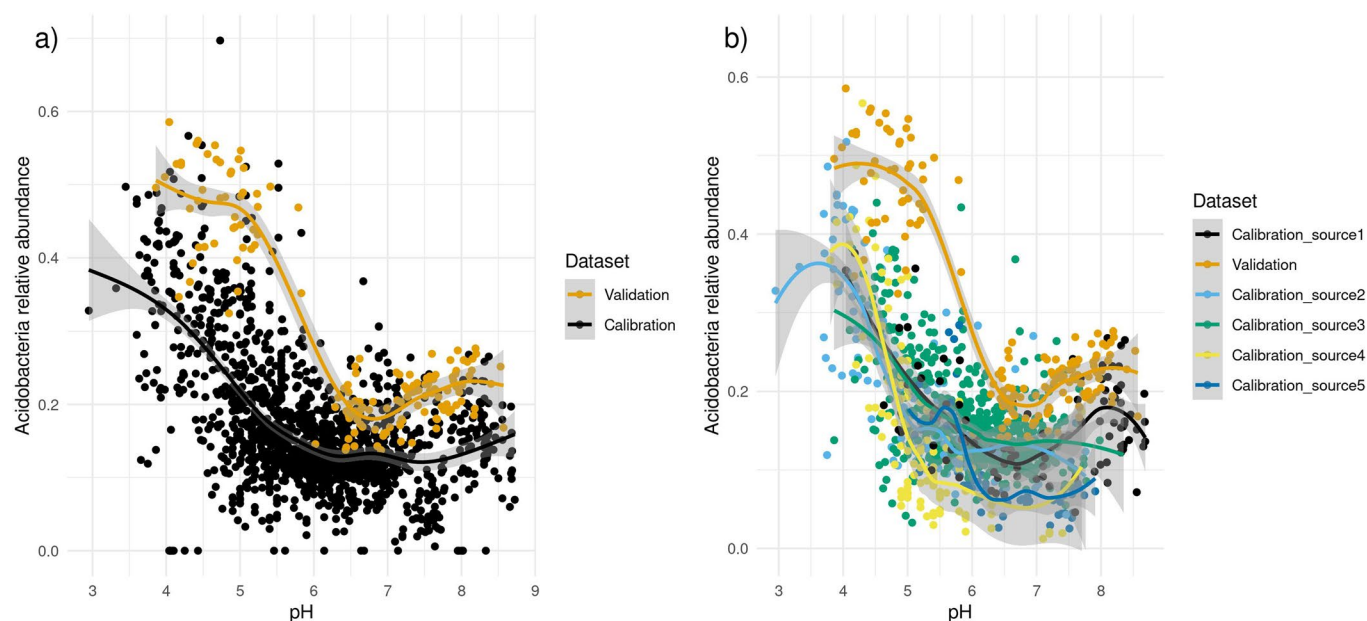 a)
Acidobacteria relative abundance
0.6
0.4
0.2
0.0
3 4 5 6 7 8 9
pH
Dataset
Validation
Calibration
b)
Acidobacteria relative abundance
0.6
0.4
0.2
0.0
3 4 5 6 7 8
pH
Dataset
Calibration_source1
Validation
Calibration_source2
Calibration_source3
Calibration_source4
Calibration_source5